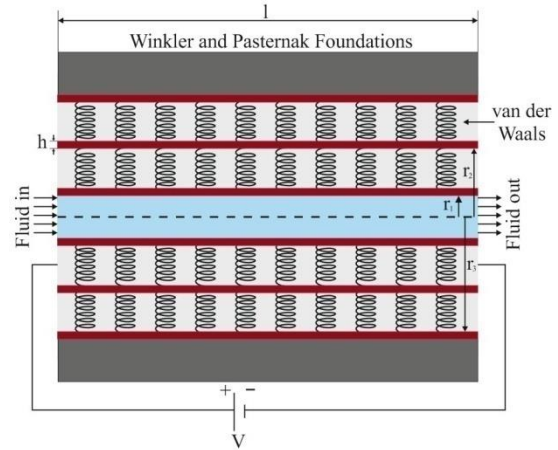 l
Winkler and Pasternak Foundations
van der
Waals
h
r₂
r₁
Fluid in
Fluid out
r₃
+ −
V